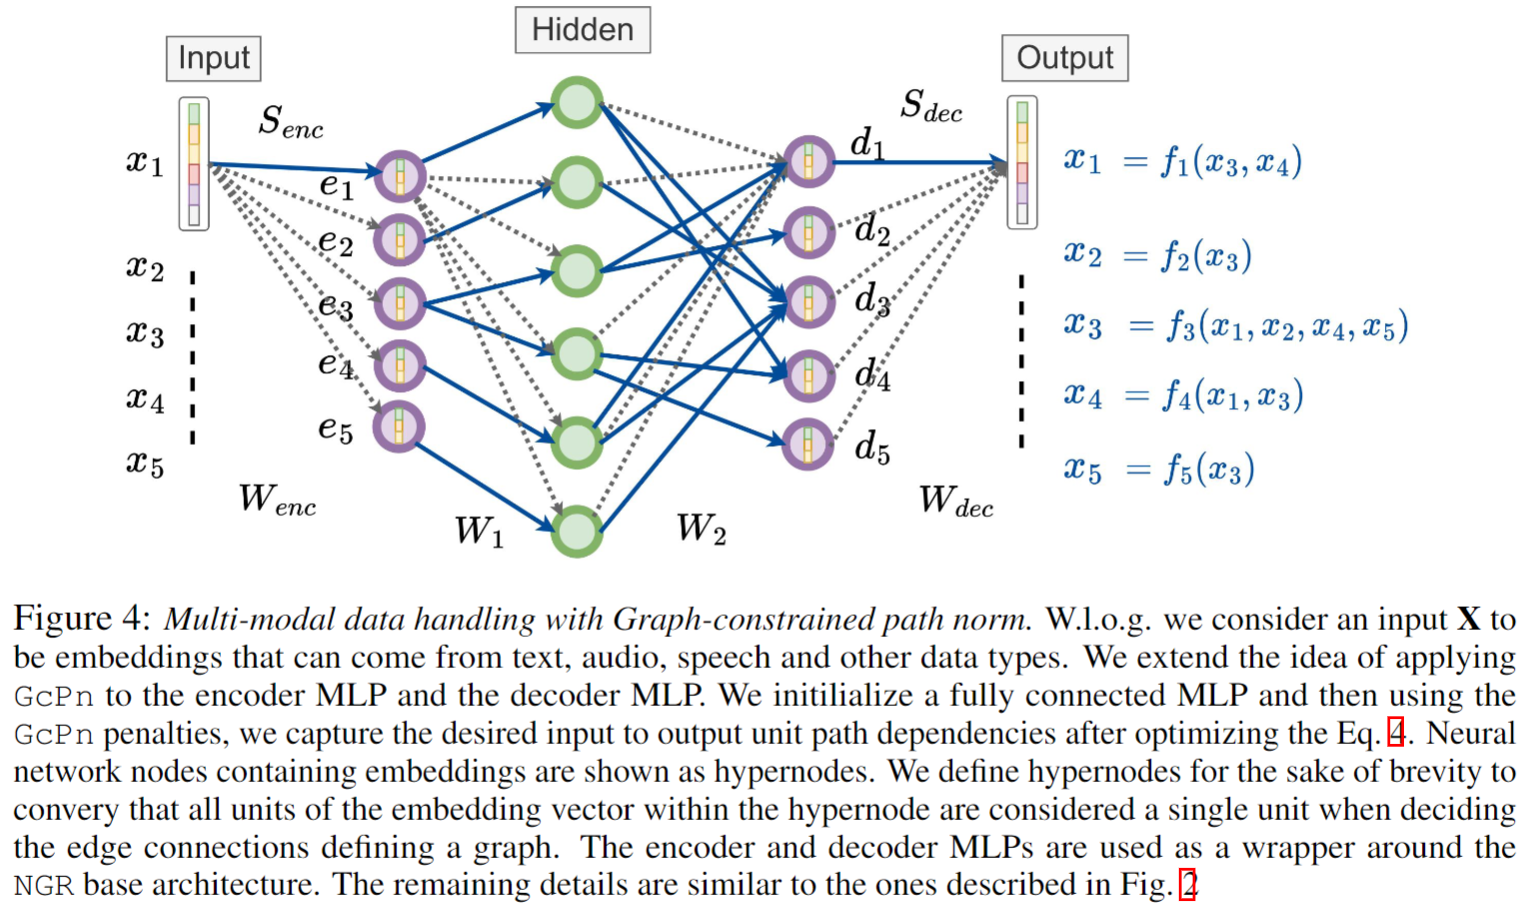 Input
Hidden
Output
S_enc
S_dec
x_1
x_2
x_3
x_4
x_5
e_1
e_2
e_3
e_4
e_5
d_1
d_2
d_3
d_4
d_5
W_enc
W_1
W_2
W_dec
x_1 = f_1(x_3, x_4)
x_2 = f_2(x_3)
x_3 = f_3(x_1, x_2, x_4, x_5)
x_4 = f_4(x_1, x_3)
x_5 = f_5(x_3)
Figure 4: Multi-modal data handling with Graph-constrained path norm. W.l.o.g. we consider an input X to
be embeddings that can come from text, audio, speech and other data types. We extend the idea of applying
GcPn to the encoder MLP and the decoder MLP. We initilialize a fully connected MLP and then using the
GcPn penalties, we capture the desired input to output unit path dependencies after optimizing the Eq. 4. Neural
network nodes containing embeddings are shown as hypernodes. We define hypernodes for the sake of brevity to
convery that all units of the embedding vector within the hypernode are considered a single unit when deciding
the edge connections defining a graph. The encoder and decoder MLPs are used as a wrapper around the
NGR base architecture. The remaining details are similar to the ones described in Fig. 2